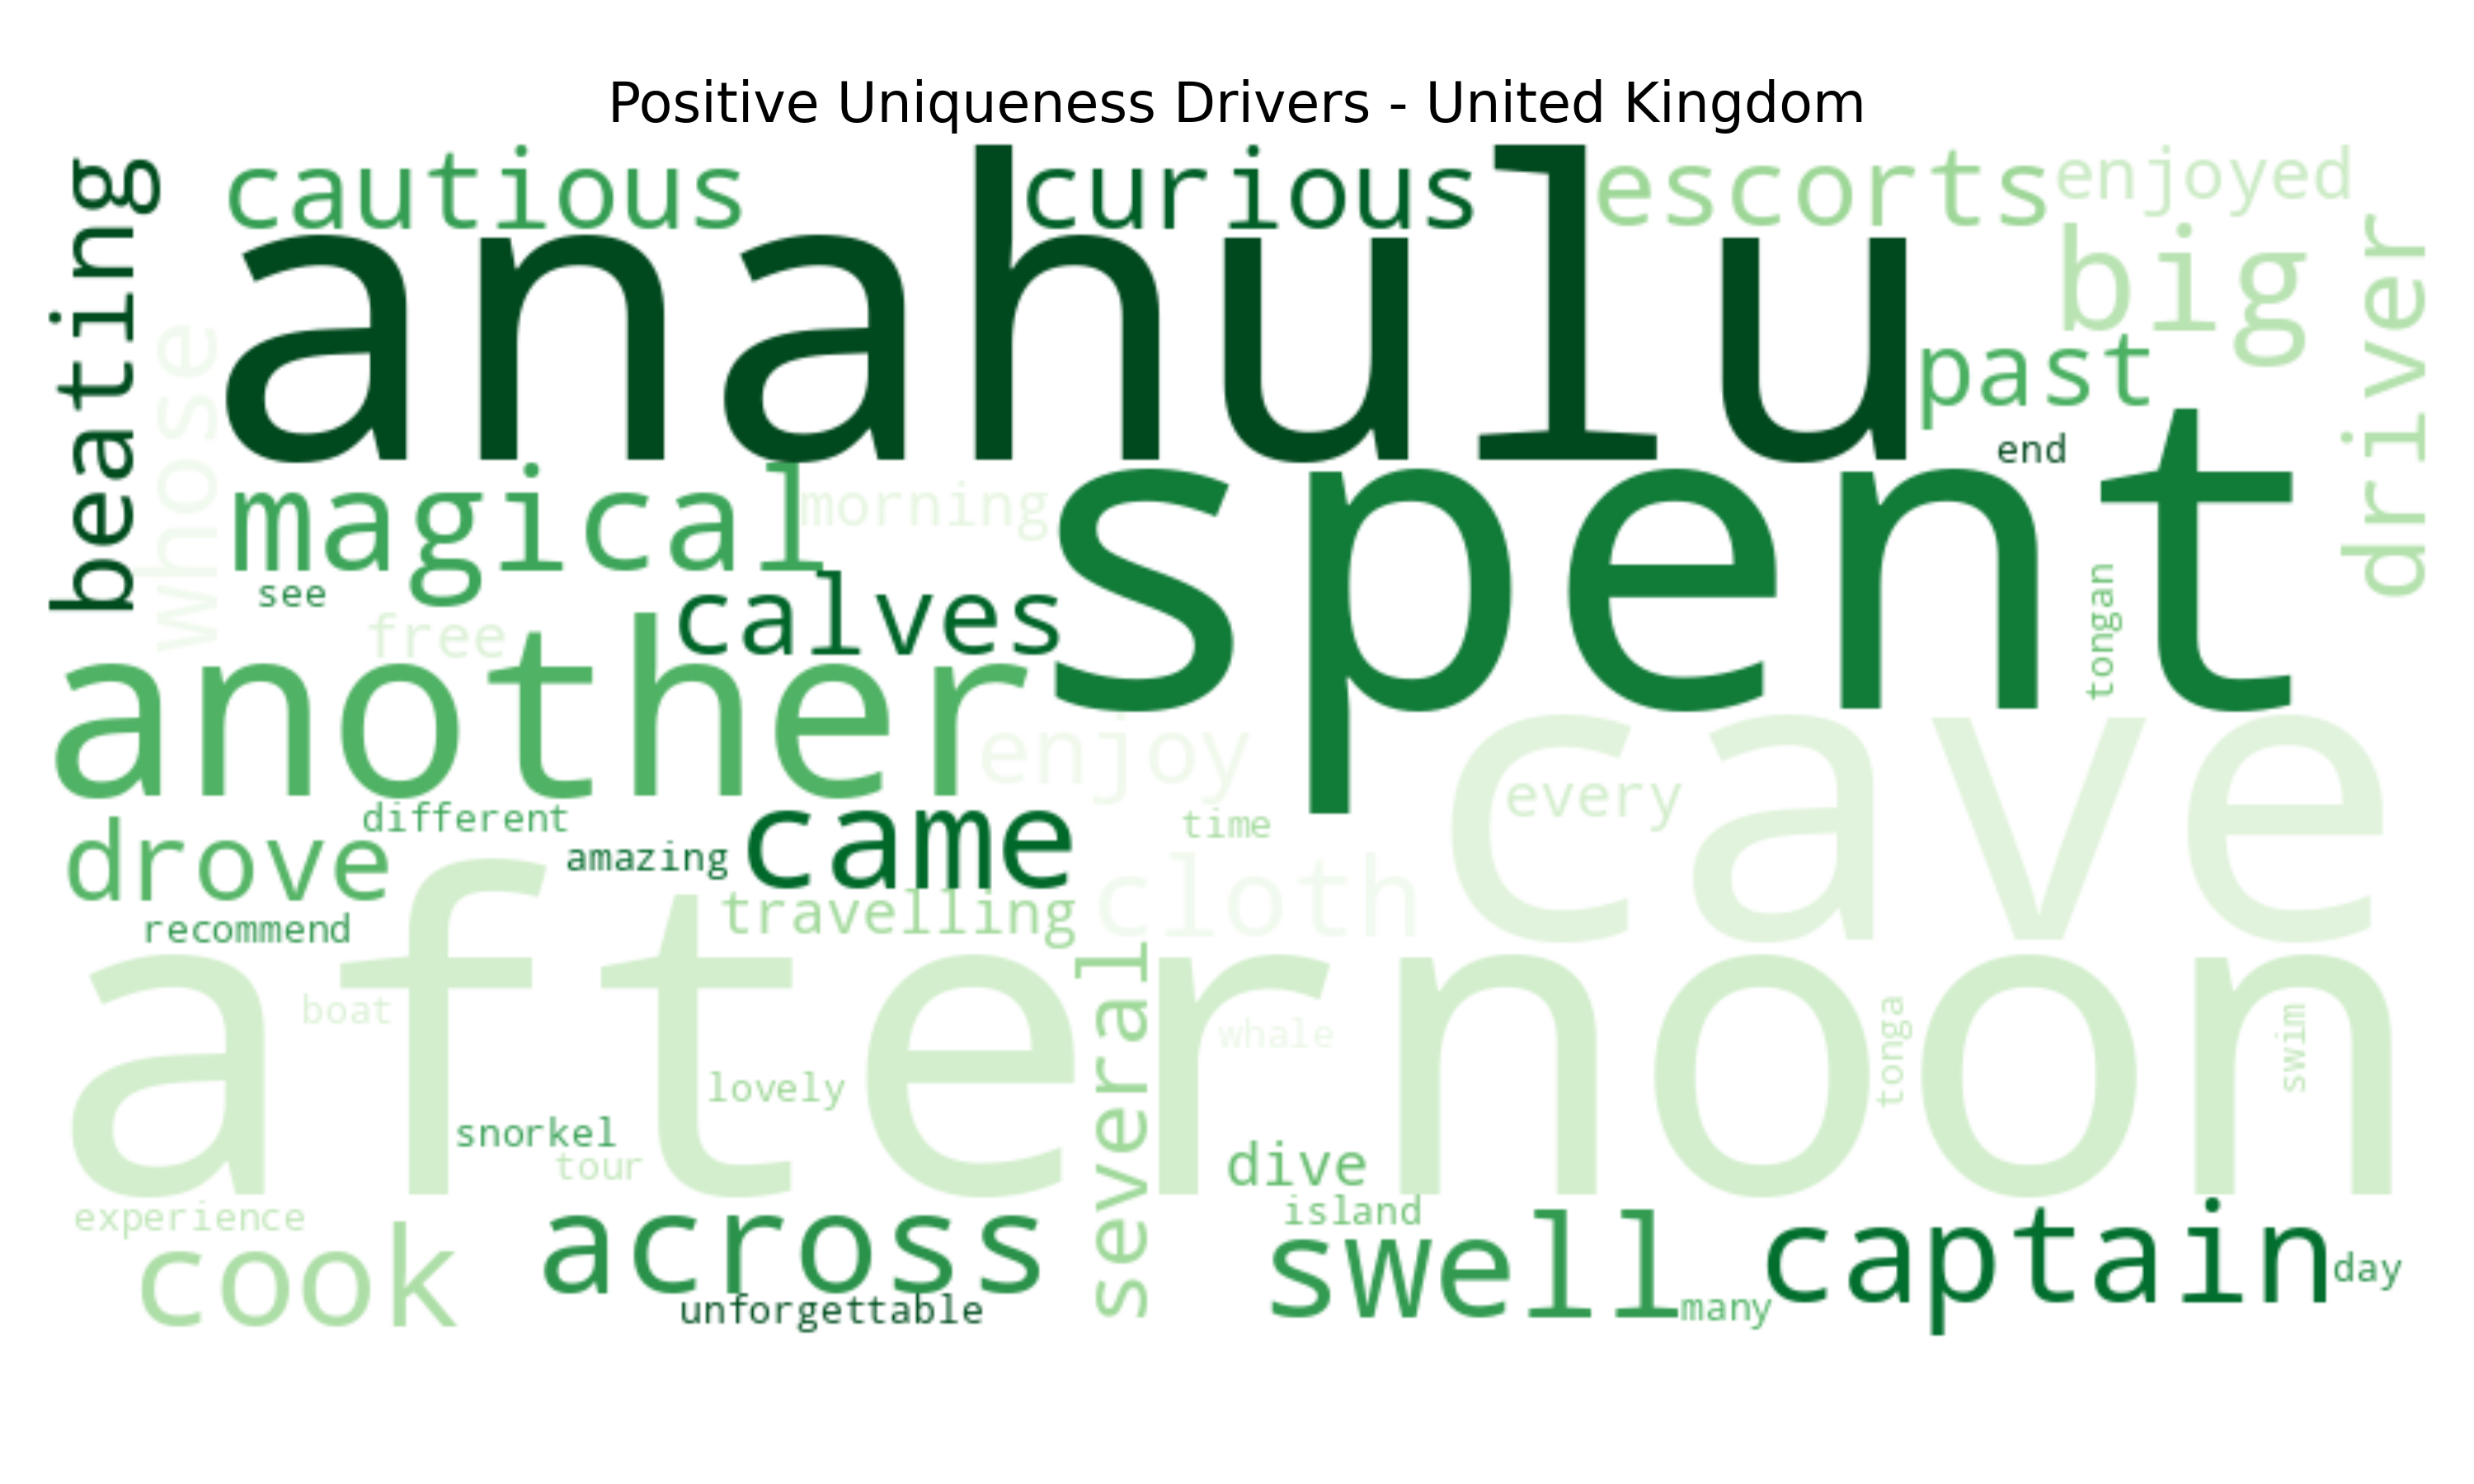 Positive Uniqueness Drivers - United Kingdom
beating
cautious
curious
escorts
enjoyed
anahulu
big
driver
whose
past
end
magical
morning
spent
see
calves
free
tongan
another
enjoy
cave
every
different
time
drove
amazing
came
cloth
travelling
recommend
afternoon
boat
several
whale
tonga
swim
lovely
snorkel
tour
dive
experience
island
cook
across
swell
captain
day
unforgettable
many